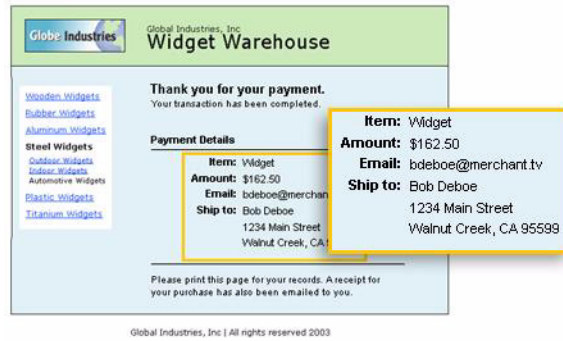 Globe Industries
Global Industries, Inc
Widget Warehouse
Wooden Widgets
Rubber Widgets
Aluminum Widgets
Steel Widgets
Outdoor Widgets
Indoor Widgets
Automotive Widgets
Plastic Widgets
Titanium Widgets
Thank you for your payment.
Your transaction has been completed.
Payment Details
Item: Widget
Amount: $162.50
Email: bdeboe@merchan
Ship to: Bob Deboe
1234 Main Street
Walnut Creek, CA
Please print this page for your records. A receipt for
your purchase has also been emailed to you.
Item: Widget
Amount: $162.50
Email: bdeboe@merchant.tv
Ship to: Bob Deboe
1234 Main Street
Walnut Creek, CA 95599
Global Industries, Inc | All rights reserved 2003